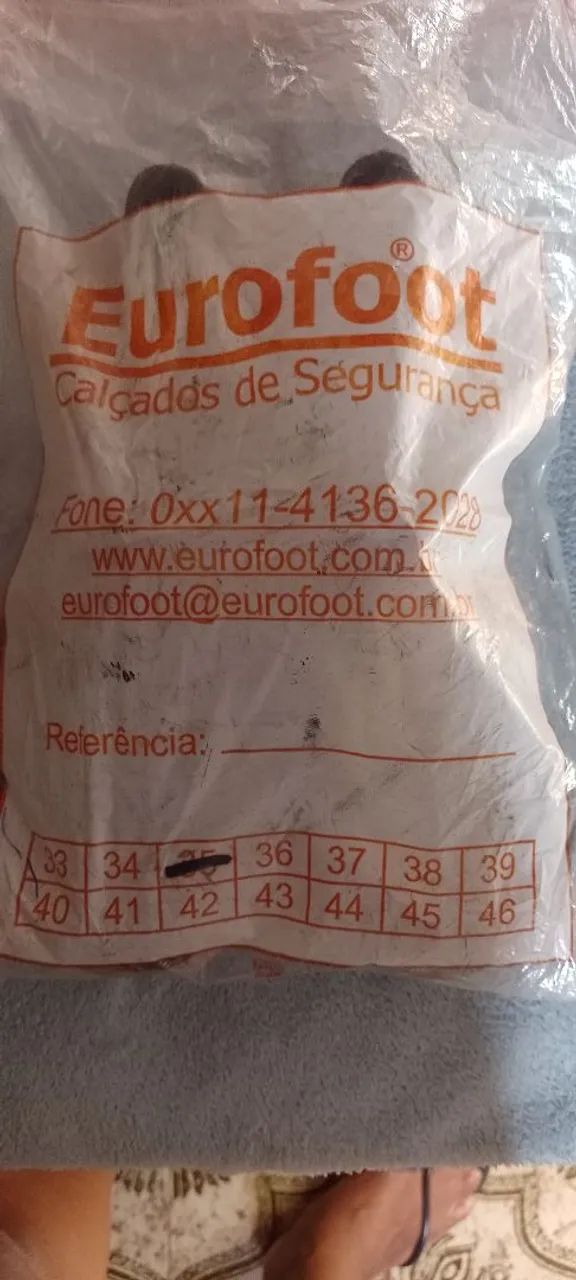 Eurofoot®
Calçados de Segurança
Fone: 0xx11-4136-2028
www.eurofoot.com.br
eurofoot@eurofoot.com.br
Referência:
33 34 35 36 37 38 39
40 41 42 43 44 45 46